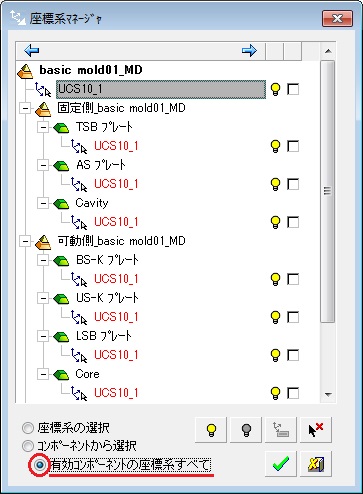 座標系マネージャ
basic mold01_MD
UCS10_1
固定側_basic mold01_MD
TSB プレート
UCS10_1
AS プレート
UCS10_1
Cavity
UCS10_1
可動側_basic mold01_MD
BS-K プレート
UCS10_1
US-K プレート
UCS10_1
LSB プレート
UCS10_1
Core
UCS10_1
座標系の選択
コンポーネントから選択
有効コンポーネントの座標系すべて